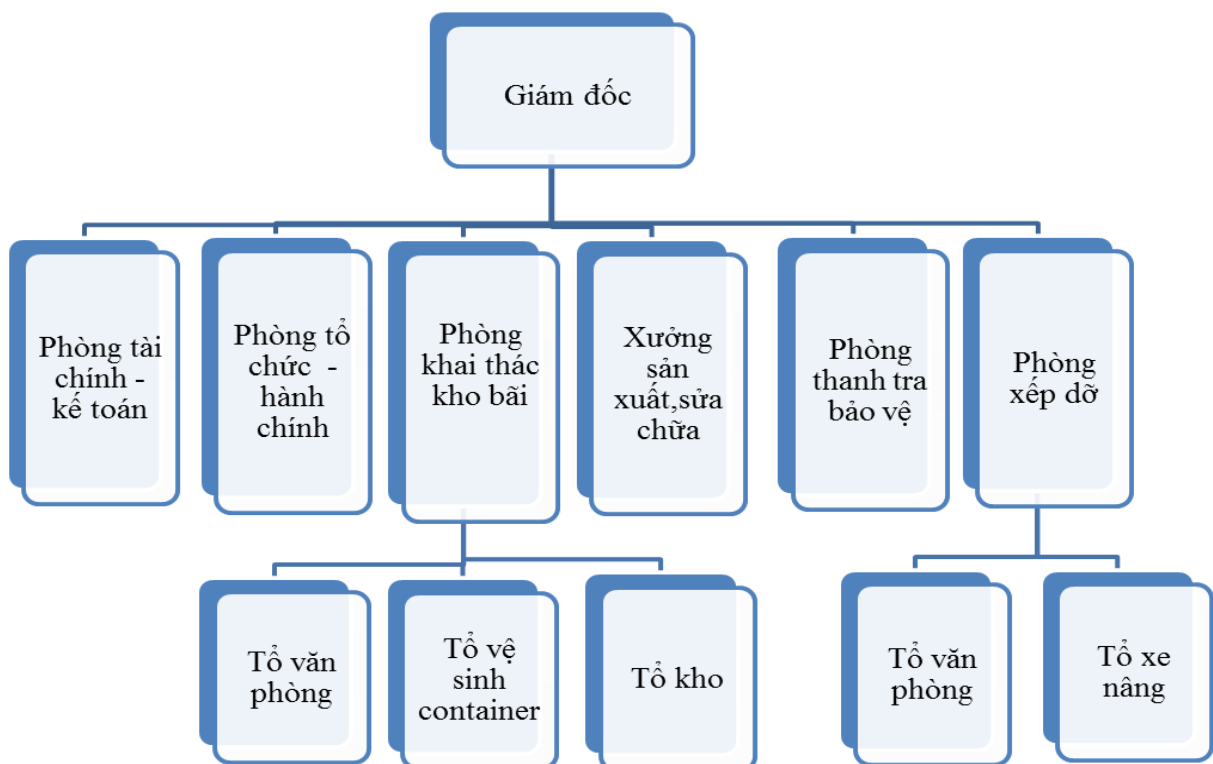 Giám đốc
Phòng tài
chính -
kế toán
Phòng tổ
chức -
hành
chính
Phòng
khai thác
kho bãi
Xưởng
sản
xuất,sửa
chữa
Phòng
thanh tra
bảo vệ
Phòng
xếp dỡ
Tổ văn
phòng
Tổ vệ
sinh
container
Tổ kho
Tổ văn
phòng
Tổ xe
nâng